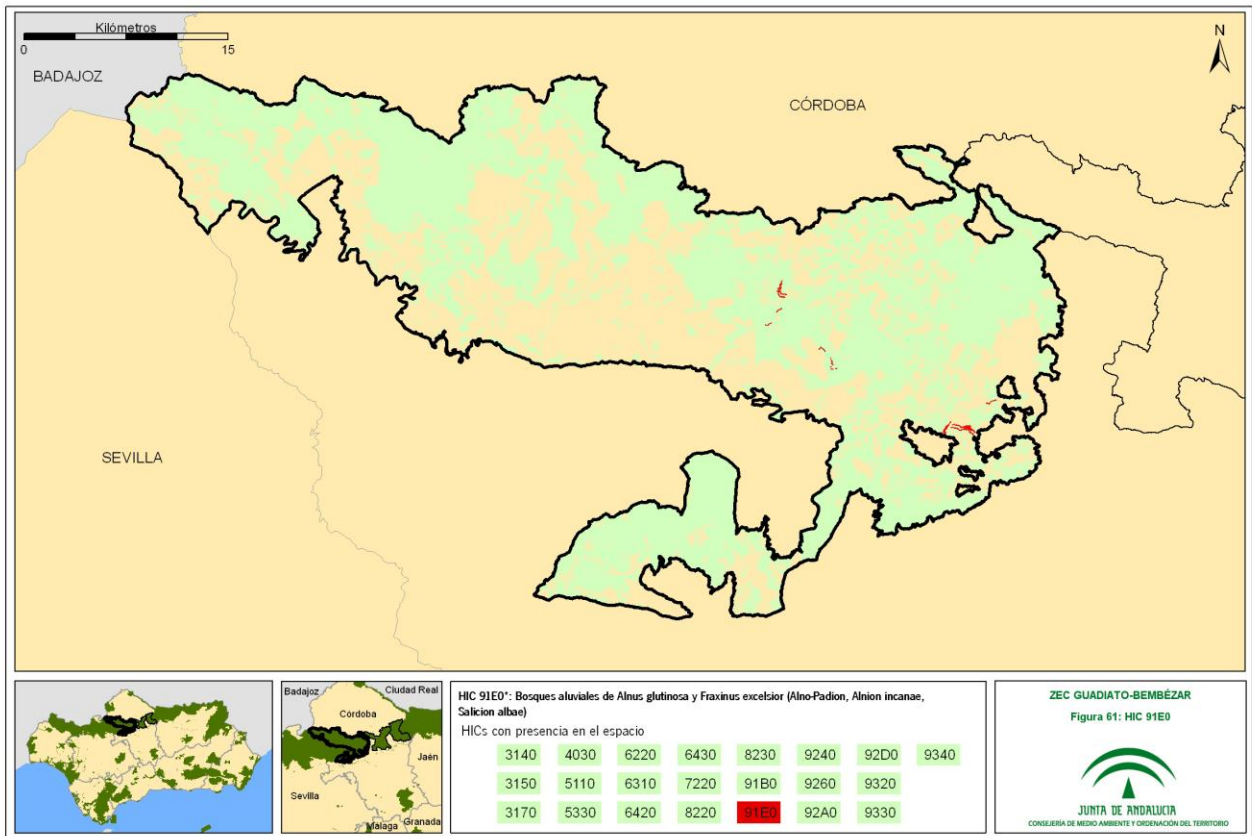 Kilómetros
0 15
N
BADAJOZ
CÓRDOBA
SEVILLA
Badajoz
Ciudad Real
Córdoba
Jaén
Sevilla
Málaga
Granada
HIC 91E0*: Bosques aluviales de Alnus glutinosa y Fraxinus excelsior (Alno-Padion, Alnion incanae,
Salicion albae)
HICs con presencia en el espacio
3140 4030 6220 6430 8230 9240 92D0 9340
3150 5110 6310 7220 91B0 9260 9320
3170 5330 6420 8220 91E0 92A0 9330
ZEC GUADIATO-BEMBÉZAR
Figura 61: HIC 91E0
JUNTA DE ANDALUCIA
CONSEJERÍA DE MEDIO AMBIENTE Y ORDENACIÓN DEL TERRITORIO